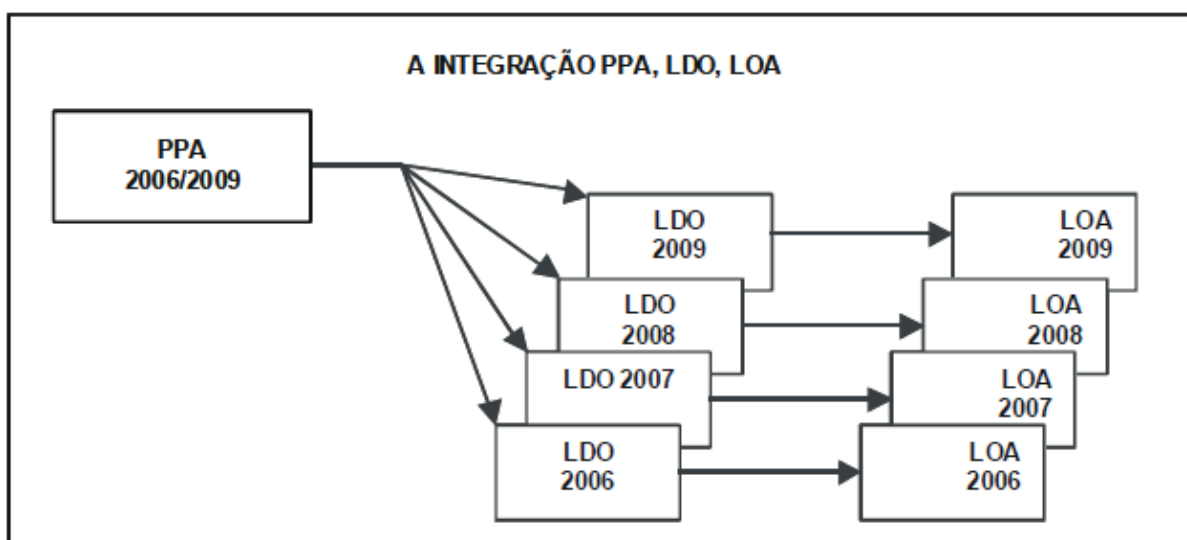 A INTEGRAÇÃO PPA, LDO, LOA
PPA
2006/2009
LDO
2009
LOA
2009
LDO
2008
LOA
2008
LDO 2007
LOA
2007
LDO
2006
LOA
2006